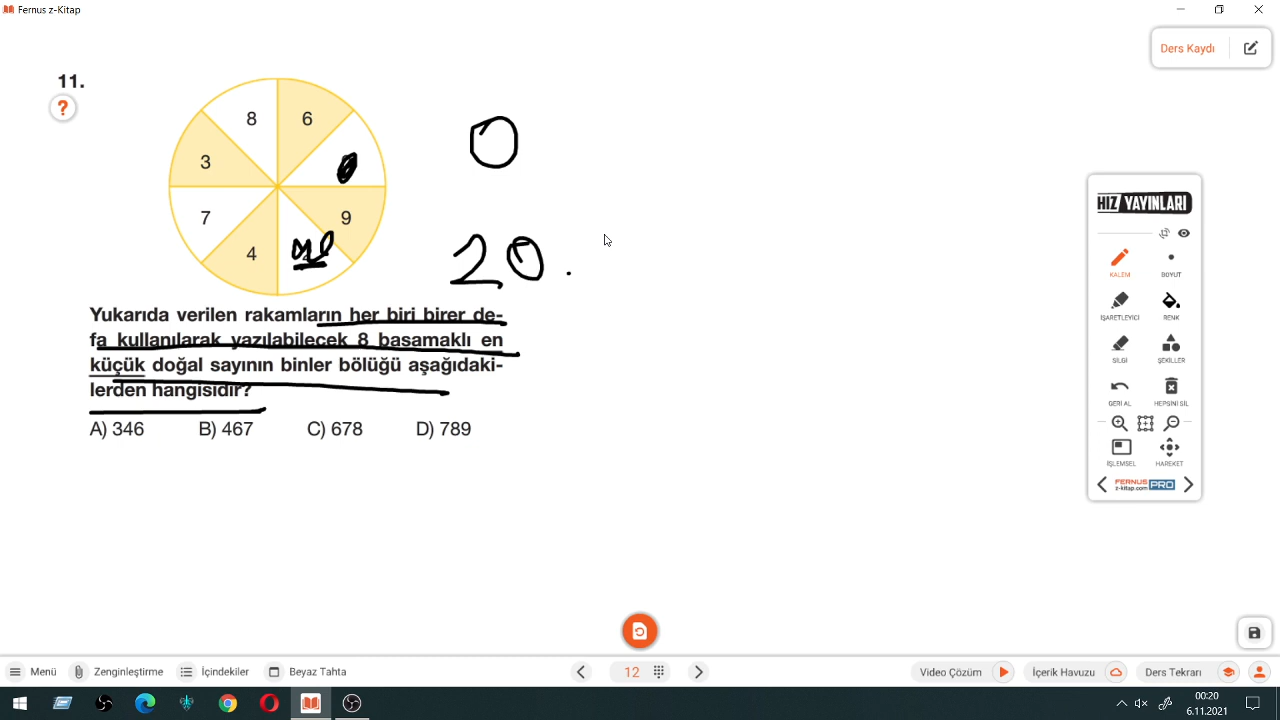 Fernus z-Kitap
Ders Kaydı
11.
?
8 6
3
7 9
4
0
20.
Yukarıda verilen rakamların her biri birer de-
fa kullanılarak yazılabilecek 8 basamaklı en
küçük doğal sayının binler bölüğü aşağıdaki-
lerden hangisidir?
A) 346 B) 467 C) 678 D) 789
HIZ YAYINLARI
KALEM BOYUT
İŞARETLEYİCİ RENK
SİLGİ ŞEKİLLER
GERİ AL HEPSİNİ SİL
İŞLEMSEL HAREKET
FERNUS z-kitap.com PRO
Menü Zenginleştirme İçindekiler Beyaz Tahta 12 Video Çözüm İçerik Havuzu Ders Tekrarı
00:20
6.11.2021